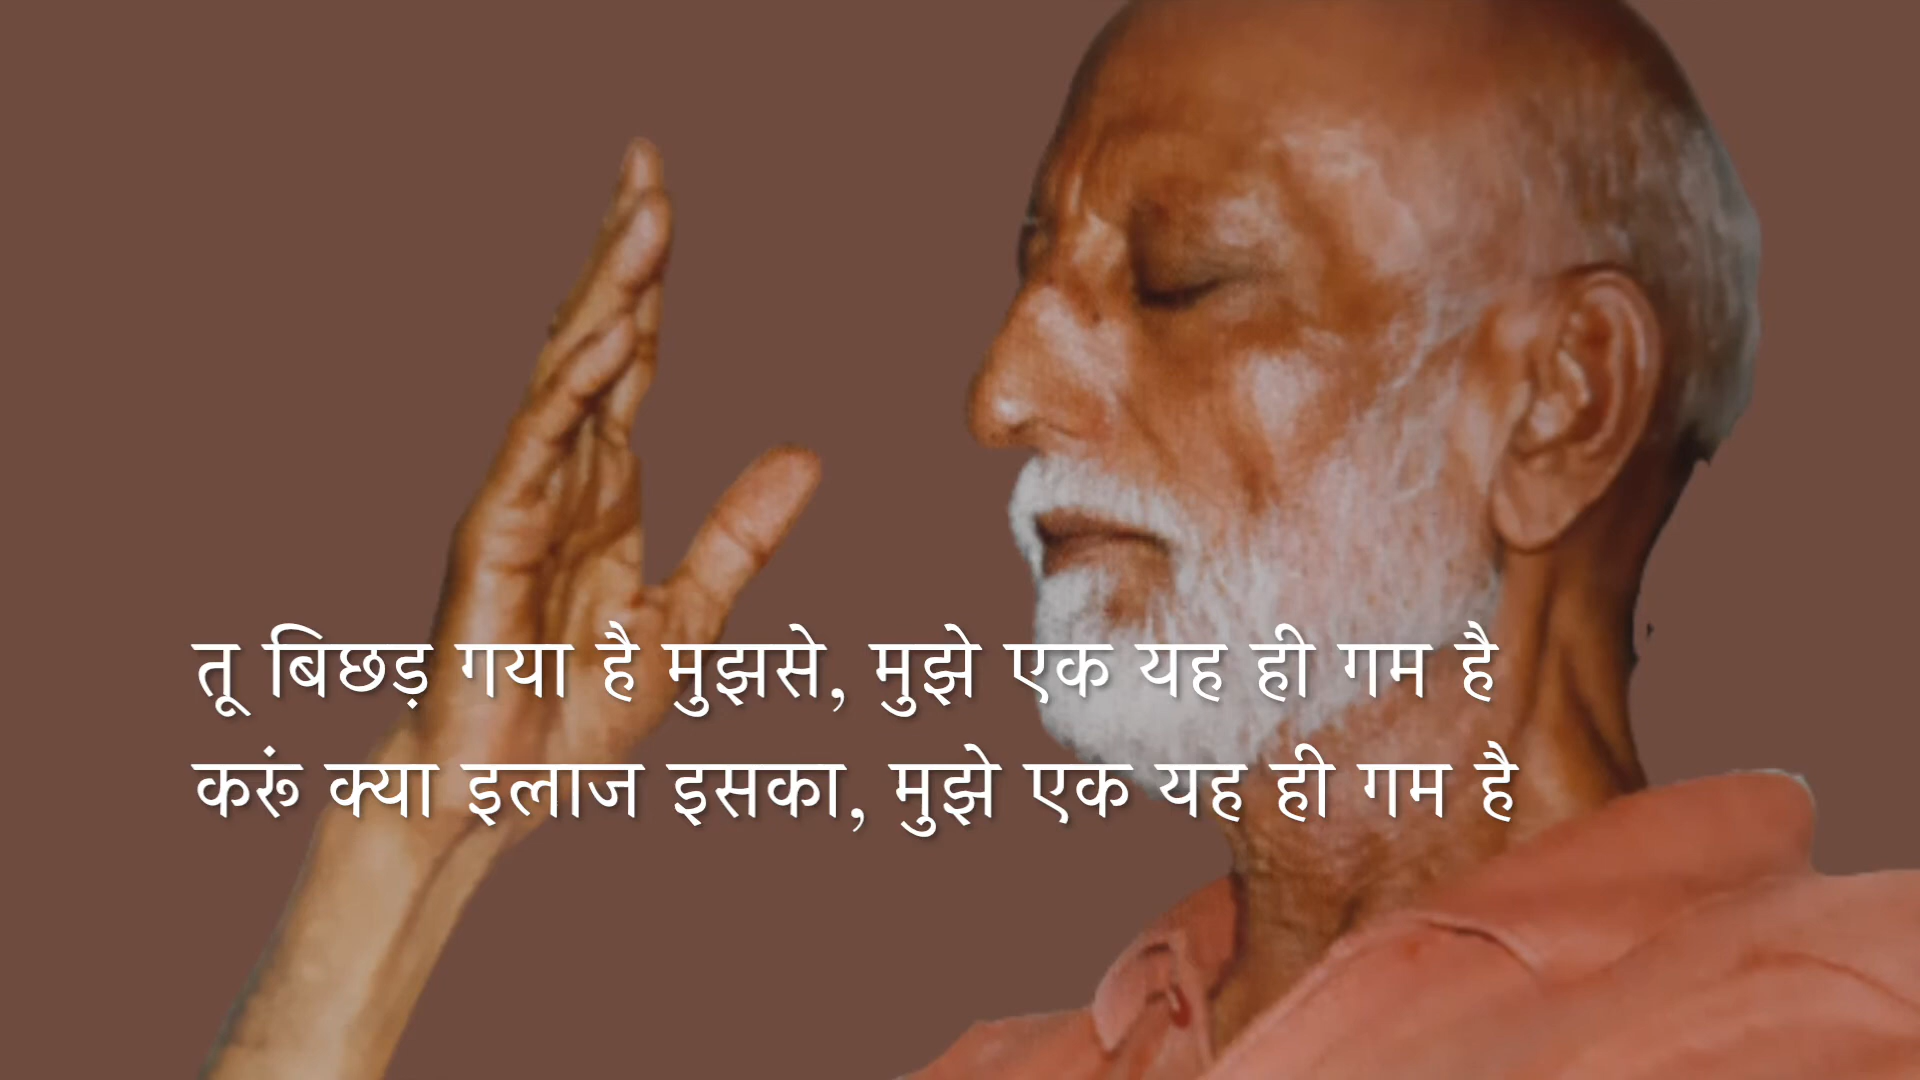 तू बिछड़ गया है मुझसे, मुझे एक यह ही गम है
करूं क्या इलाज इसका, मुझे एक यह ही गम है